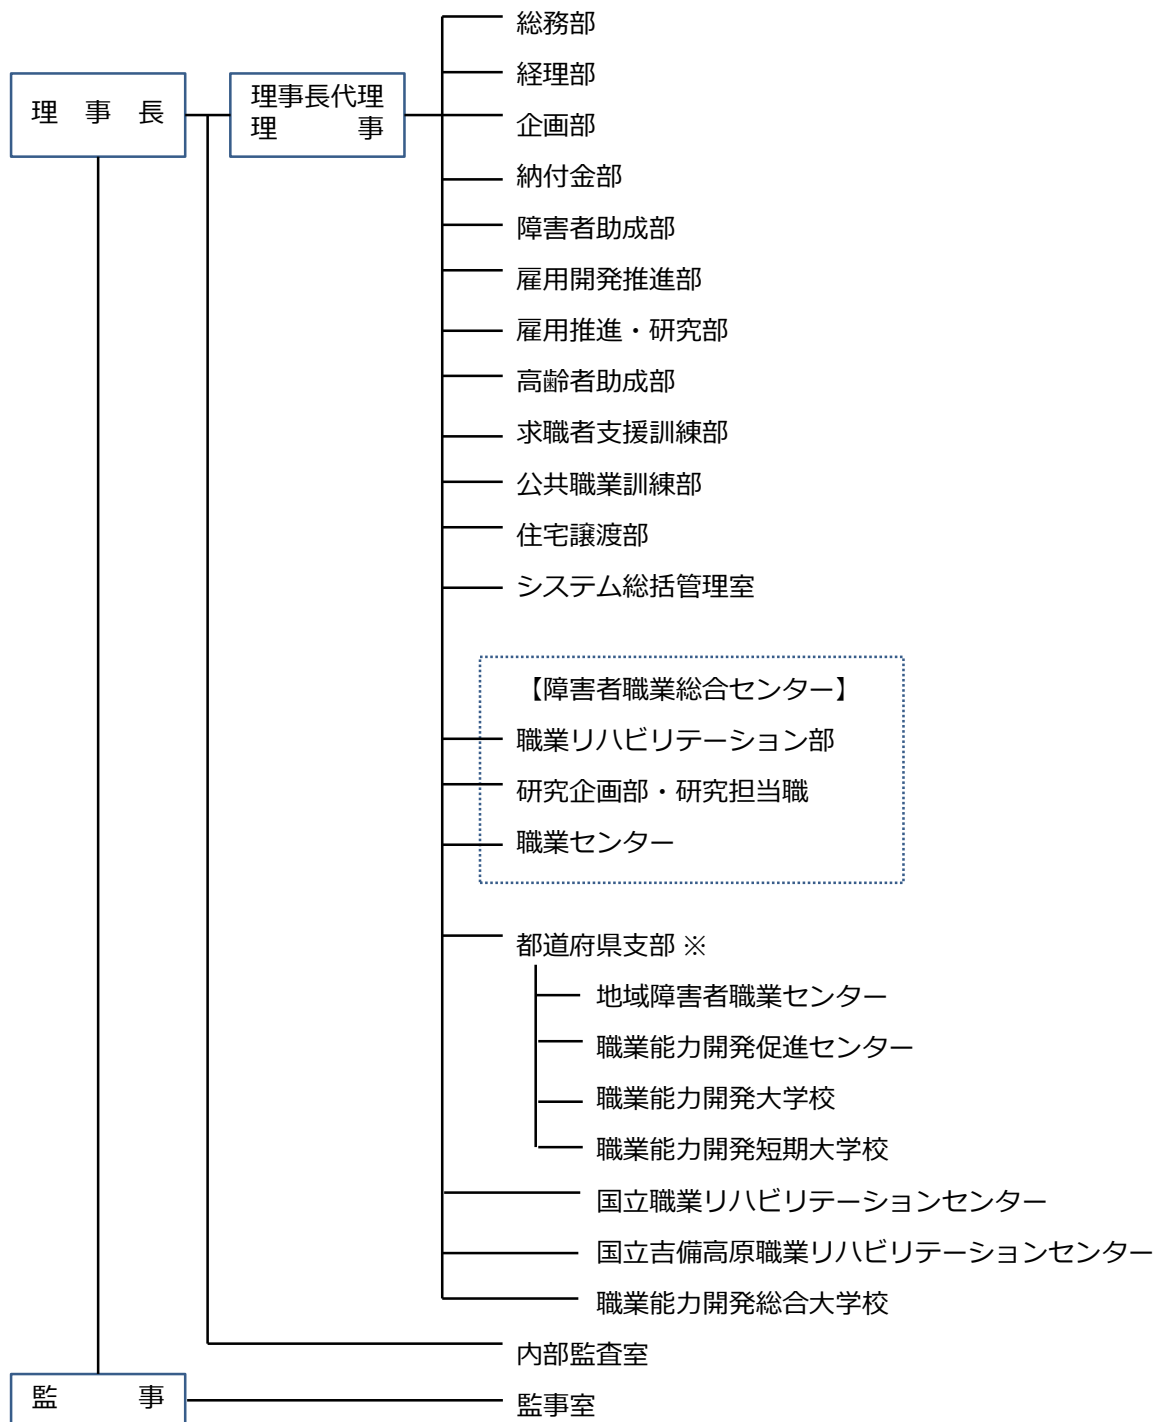 総務部
経理部
理　事　長
理事長代理
理　　　　事
企画部
納付金部
障害者助成部
雇用開発推進部
雇用推進・研究部
高齢者助成部
求職者支援訓練部
公共職業訓練部
住宅譲渡部
システム総括管理室
【障害者職業総合センター】
職業リハビリテーション部
研究企画部・研究担当職
職業センター
都道府県支部 ※
地域障害者職業センター
職業能力開発促進センター
職業能力開発大学校
職業能力開発短期大学校
国立職業リハビリテーションセンター
国立吉備高原職業リハビリテーションセンター
職業能力開発総合大学校
内部監査室
監　　　　事
監事室